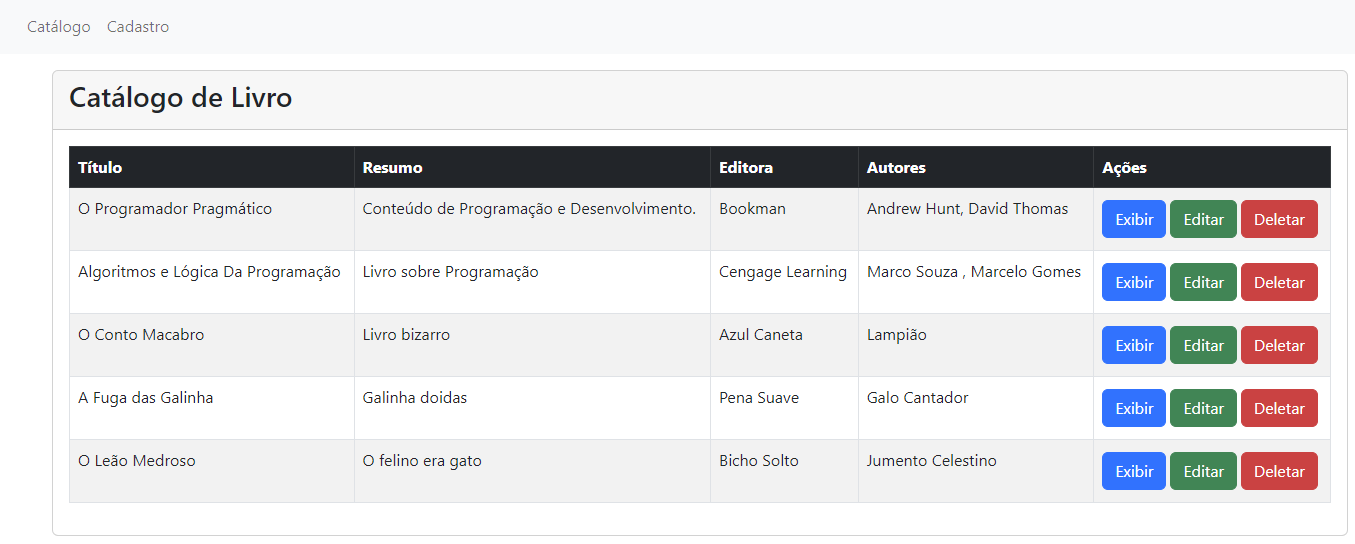 Catálogo Cadastro
Catálogo de Livro
Título Resumo Editora Autores Ações
O Programador Pragmático Conteúdo de Programação e Desenvolvimento. Bookman Andrew Hunt, David Thomas Exibir Editar Deletar
Algoritmos e Lógica Da Programação Livro sobre Programação Cengage Learning Marco Souza , Marcelo Gomes Exibir Editar Deletar
O Conto Macabro Livro bizarro Azul Caneta Lampião Exibir Editar Deletar
A Fuga das Galinha Galinha doidas Pena Suave Galo Cantador Exibir Editar Deletar
O Leão Medroso O felino era gato Bicho Solto Jumento Celestino Exibir Editar Deletar